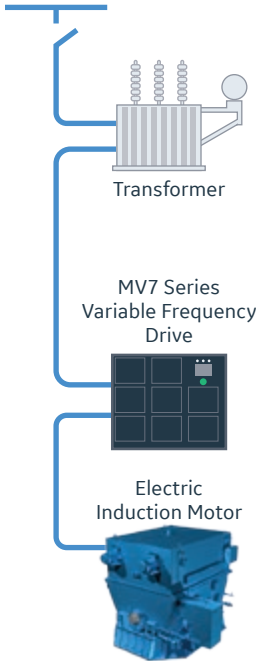 Transformer
MV7 Series
Variable Frequency
Drive
Electric
Induction Motor